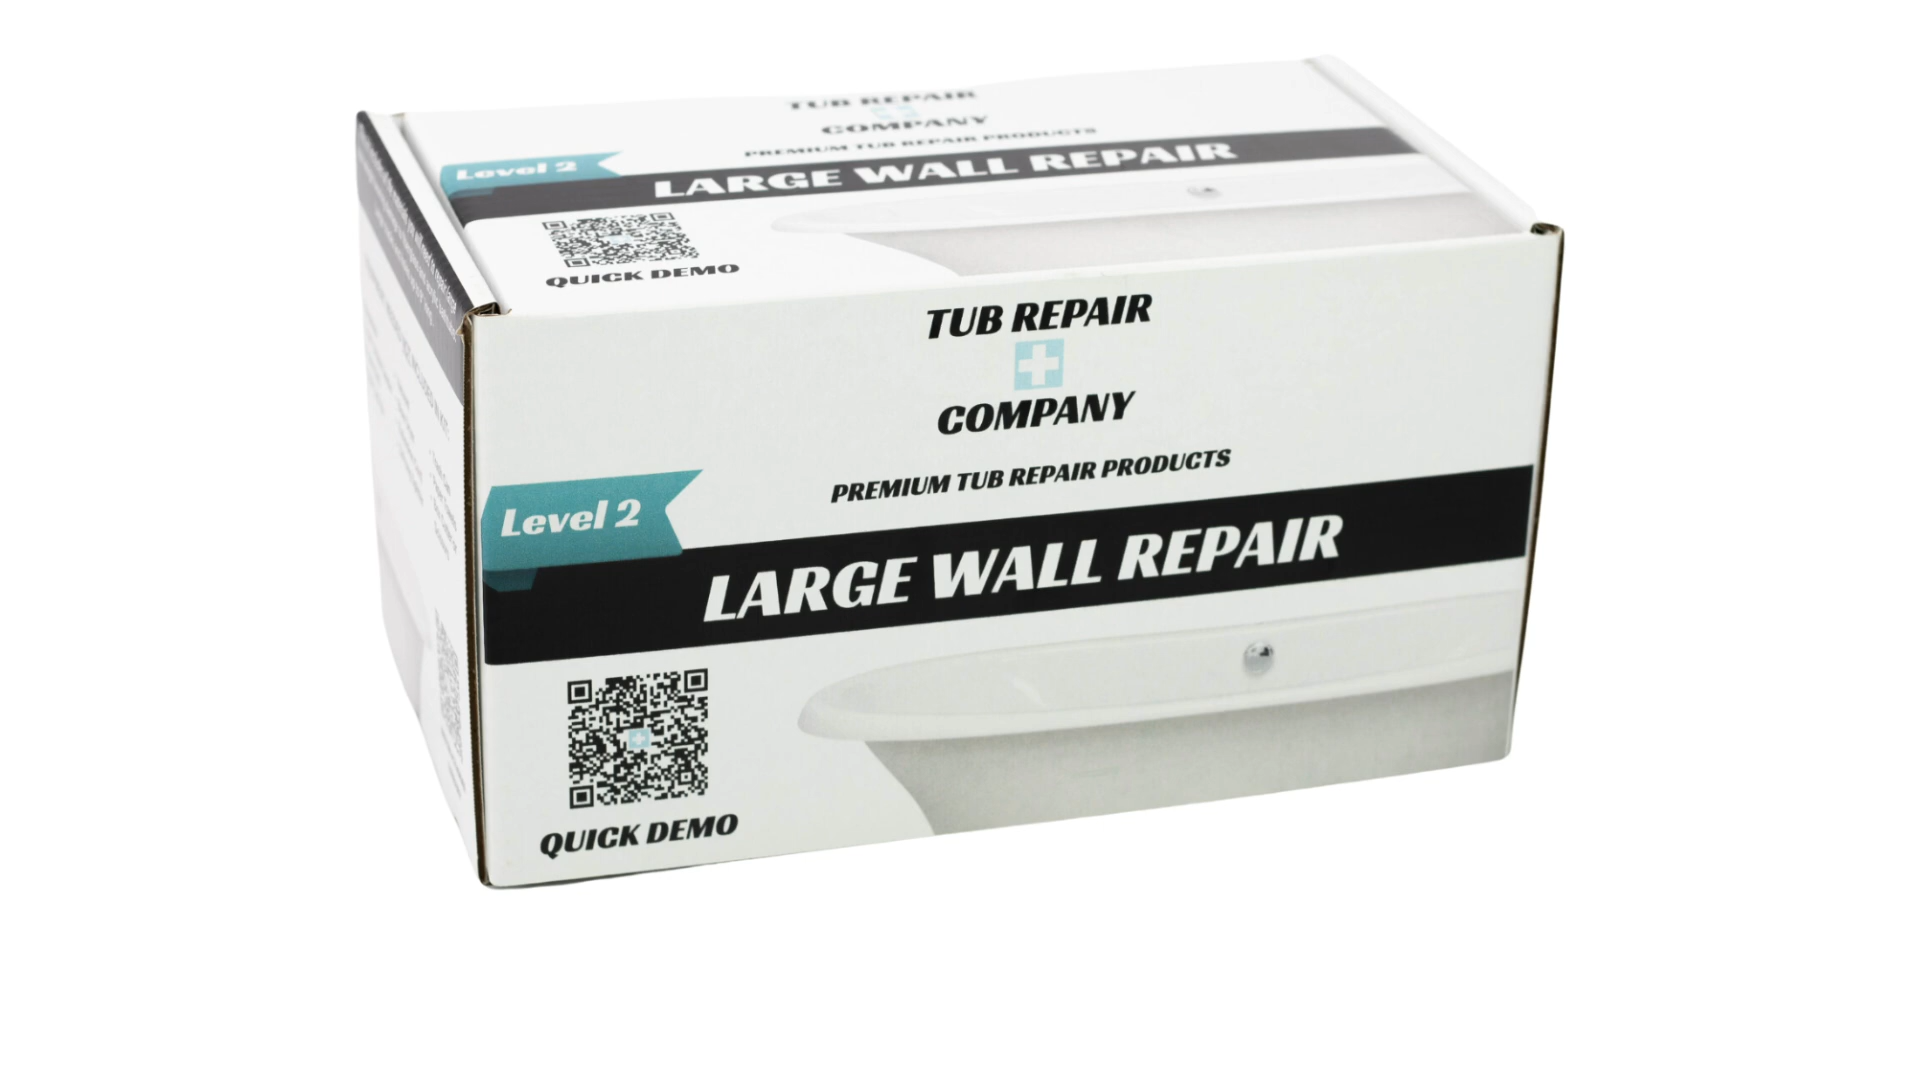 TUB REPAIR
COMPANY
PREMIUM TUB REPAIR PRODUCTS
Level 2
LARGE WALL REPAIR
QUICK DEMO
TUB REPAIR
COMPANY
PREMIUM TUB REPAIR PRODUCTS
Level 2
LARGE WALL REPAIR
QUICK DEMO